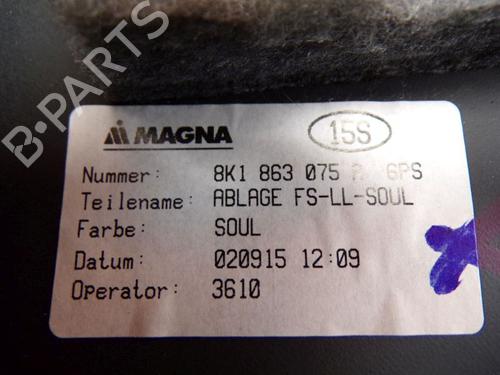 MAGNA 15S
Nummer: 8K1 863 075 6PS
Teilename: ABLAGE FS-LL-SOUL
Farbe: SOUL
Datum: 020915 12:09
Operator: 3610
B-PARTS